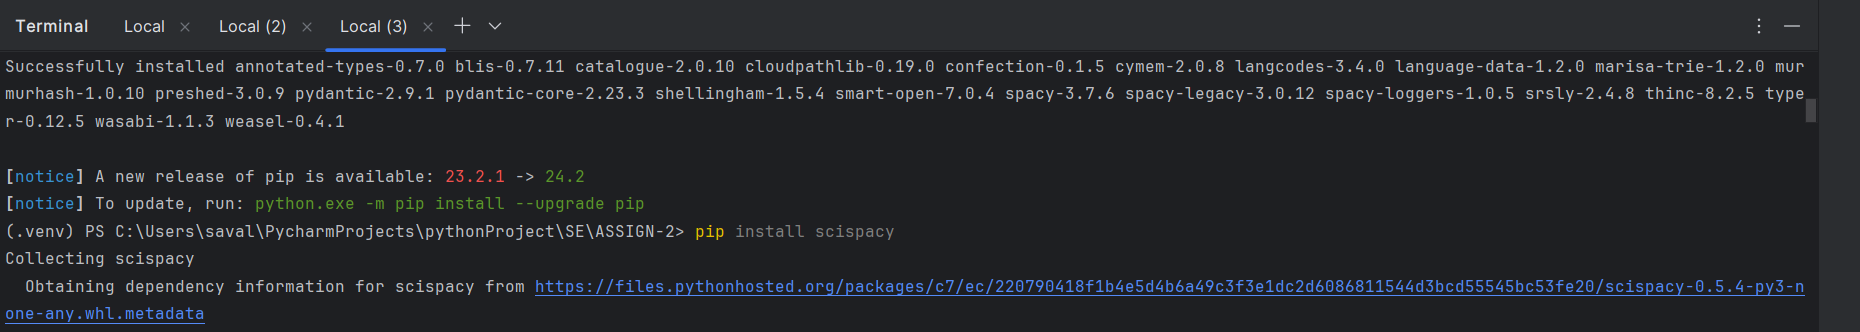 Terminal Local × Local (2) × Local (3) ×
Successfully installed annotated-types-0.7.0 blis-0.7.11 catalogue-2.0.10 cloudpathlib-0.19.0 confection-0.1.5 cymem-2.0.8 langcodes-3.4.0 language-data-1.2.0 marisa-trie-1.2.0 mur
murhash-1.0.10 preshed-3.0.9 pydantic-2.9.1 pydantic-core-2.23.3 shellingham-1.5.4 smart-open-7.0.4 spacy-3.7.6 spacy-legacy-3.0.12 spacy-loggers-1.0.5 srsly-2.4.8 thinc-8.2.5 type
r-0.12.5 wasabi-1.1.3 weasel-0.4.1
[notice] A new release of pip is available: 23.2.1 -> 24.2
[notice] To update, run: python.exe -m pip install --upgrade pip
(.venv) PS C:\Users\saval\PycharmProjects\pythonProject\SE\ASSIGN-2> pip install scispacy
Collecting scispacy
Obtaining dependency information for scispacy from https://files.pythonhosted.org/packages/c7/ec/220790418f1b4e5d4b6a49c3f3e1dc2d6086811544d3bcd55545bc53fe20/scispacy-0.5.4-py3-n
one-any.whl.metadata